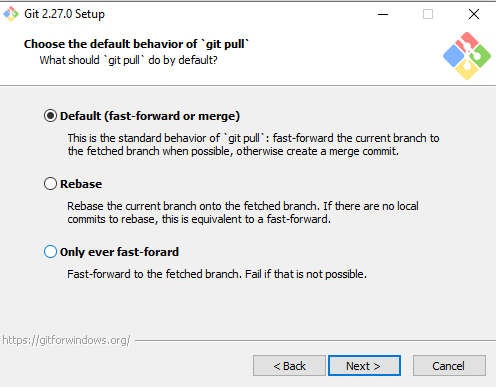 Git 2.27.0 Setup
Choose the default behavior of `git pull`
What should `git pull` do by default?
Default (fast-forward or merge)
This is the standard behavior of `git pull`: fast-forward the current branch to
the fetched branch when possible, otherwise create a merge commit.
Rebase
Rebase the current branch onto the fetched branch. If there are no local
commits to rebase, this is equivalent to a fast-forward.
Only ever fast-forard
Fast-forward to the fetched branch. Fail if that is not possible.
https://gitforwindows.org/
< Back
Next >
Cancel